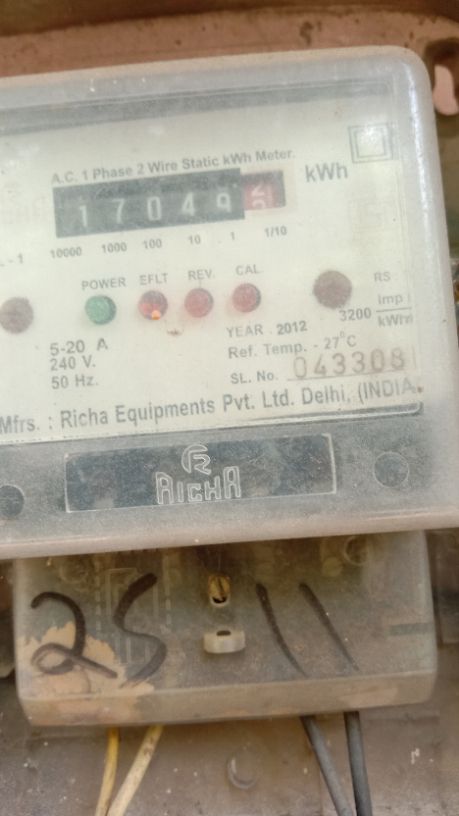 A.C. 1 Phase 2 Wire Static kWh Meter.
17049 kWh
10000 1000 100 10 1 1/10
POWER EFLT REV. CAL.
RS
3200 Imp
kWh
5-20 A
240 V.
50 Hz.
YEAR . 2012
Ref. Temp. - 27°C
SL. No. 043308
Mfrs. : Richa Equipments Pvt. Ltd. Delhi, (INDIA
RICHA
25 11